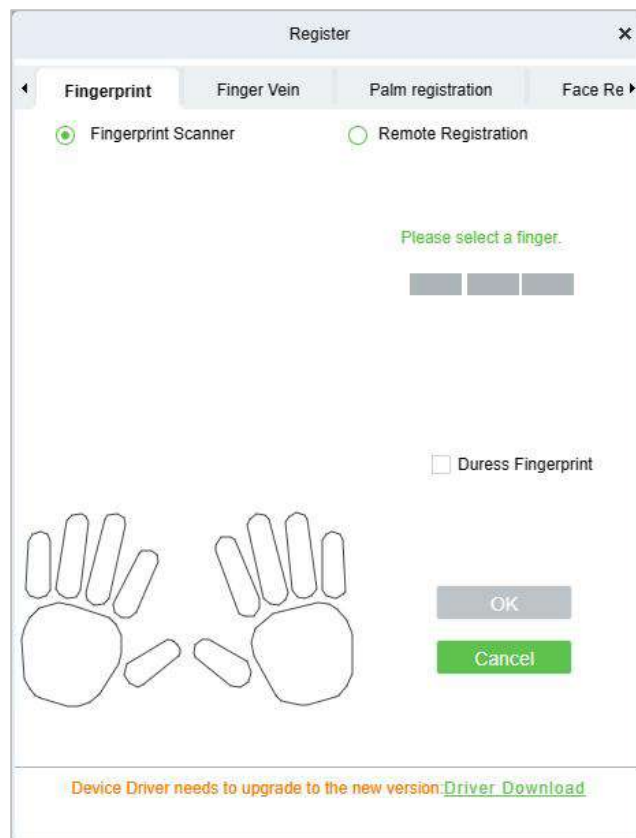 Register
Fingerprint Finger Vein Palm registration Face Re
Fingerprint Scanner Remote Registration
Please select a finger.
Duress Fingerprint
OK
Cancel
Device Driver needs to upgrade to the new version:Driver Download